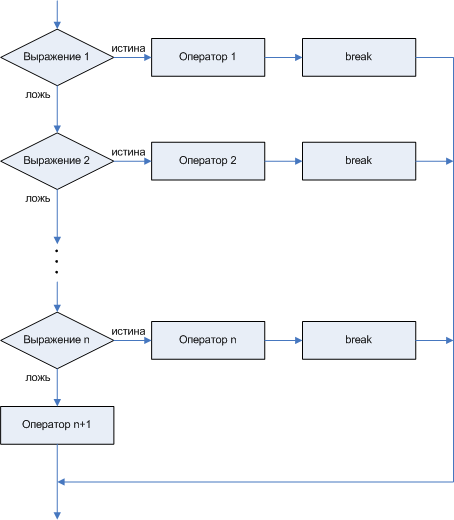 истина
Выражение 1
Оператор 1
break
ложь
истина
Выражение 2
Оператор 2
break
ложь
истина
Выражение n
Оператор n
break
ложь
Оператор n+1